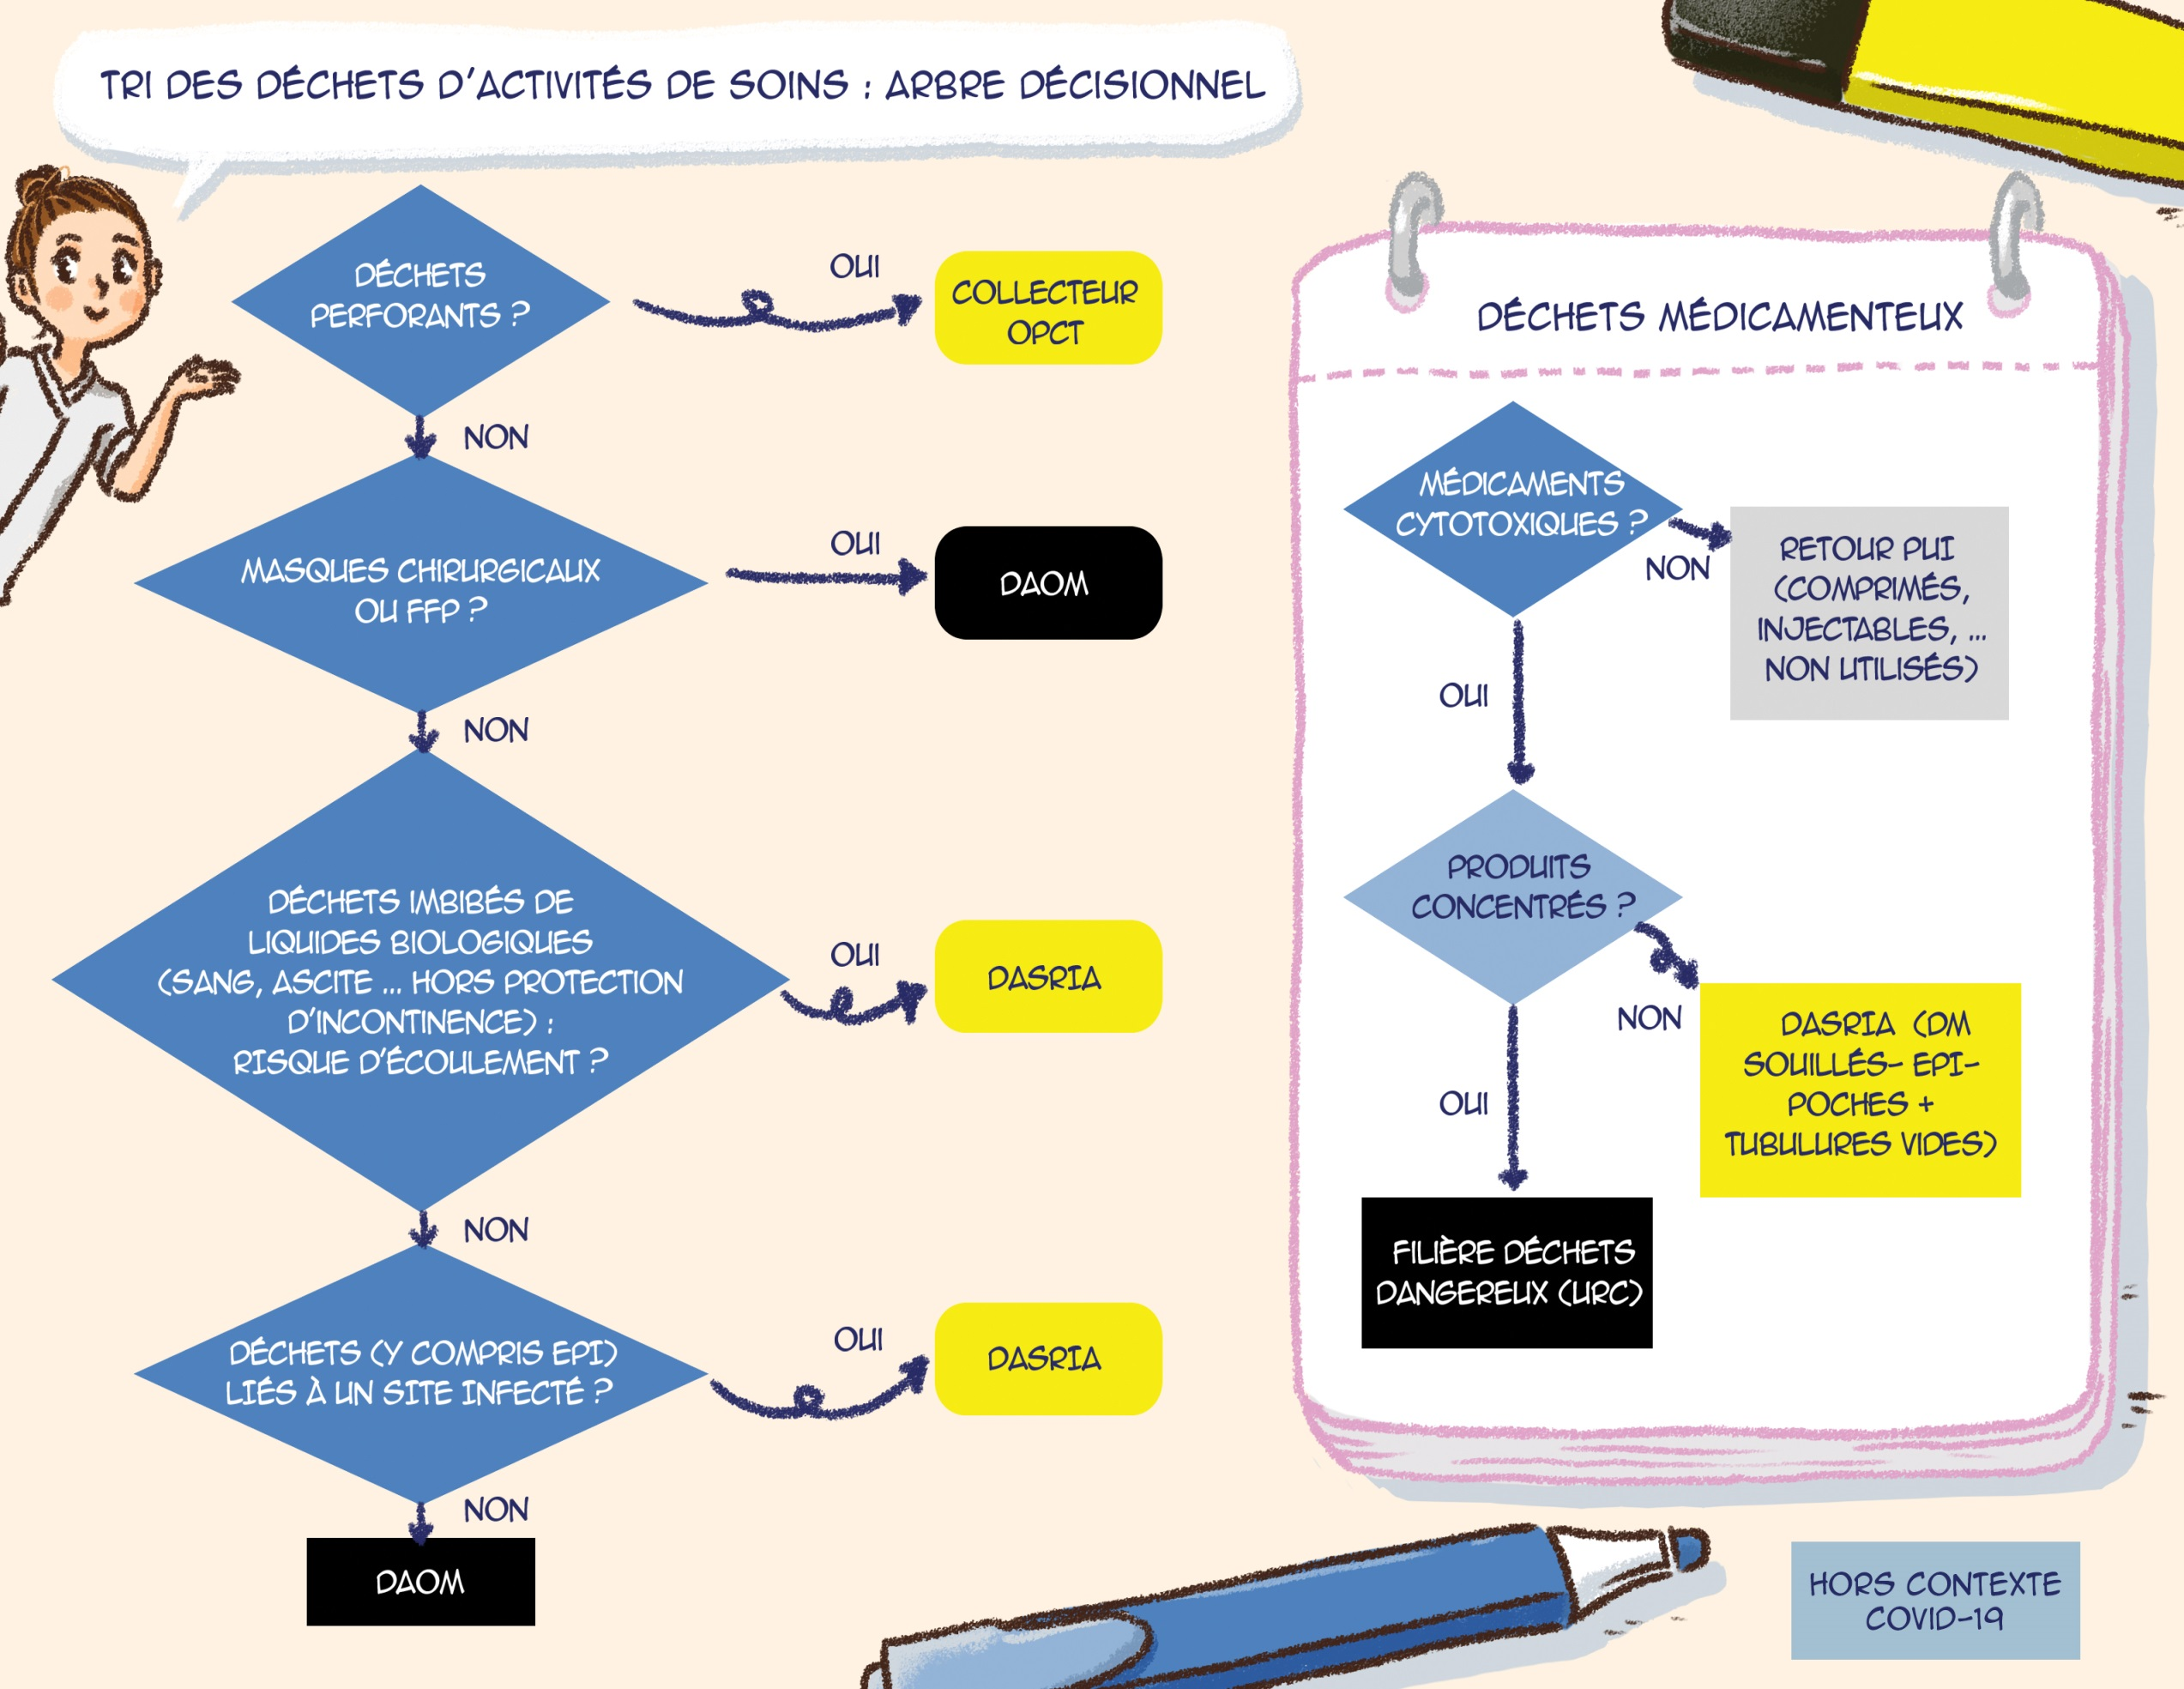 TRI DES DÉCHETS D'ACTIVITÉS DE SOINS : ARBRE DÉCISIONNEL
DÉCHETS
PERFORANTS ?
OUI
COLLECTEUR
OPCT
NON
MASQUES CHIRURGICAUX
OU FFP ?
OUI
DAOM
NON
DÉCHETS IMBIBÉS DE
LIQUIDES BIOLOGIQUES
(SANG, ASCITE ... HORS PROTECTION
D'INCONTINENCE) :
RISQUE D'ÉCOULEMENT ?
OUI
DASRIA
NON
DÉCHETS (Y COMPRIS EPI)
LIÉS À UN SITE INFECTÉ ?
OUI
DASRIA
NON
DAOM
DÉCHETS MÉDICAMENTEUX
MÉDICAMENTS
CYTOTOXIQUES ?
NON
RETOUR PUI
(COMPRIMÉS,
INJECTABLES, ...
NON UTILISÉS)
OUI
PRODUITS
CONCENTRÉS ?
NON
DASRIA (DM
SOUILLÉS- EPI-
POCHES +
TUBULURES VIDES)
OUI
FILIÈRE DÉCHETS
DANGEREUX (URC)
HORS CONTEXTE
COVID-19